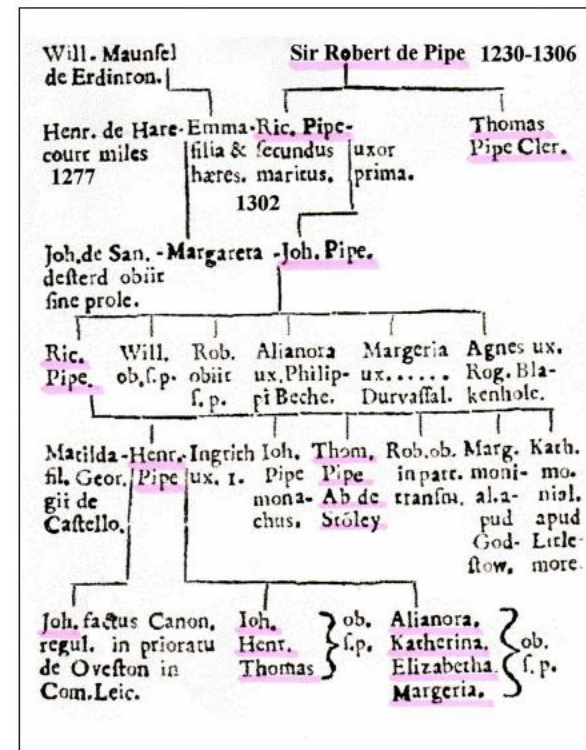 Will. Maunſel
de Erdinton.
Sir Robert de Pipe 1230-1306
Henr. de Hare-
court miles
1277
Emma-
filia &
hæres.
Ric. Pipe-
ſecundus
maritus.
1302
uxor
prima.
Thomas
Pipe Cler.
Joh.de San.
deſterd obiit
ſine prole.
-Margareta
-Joh. Pipe.
Ric.
Pipe.
Will.
ob.ſ.p.
Rob.
obiit
ſ. p.
Alianora
ux.Philip-
pi Beche.
Margeria
ux......
Durvaſſal.
Agnes ux.
Rog. Bla-
kenhole.
Matilda-
fil. Geor.
gii de
Caſtello.
Henr.-
Pipe
Ingrich
ux. 1.
Ioh.
Pipe
mona-
chus.
Thom.
Pipe
Ab de
Stōley
Rob.ob.
in part.
tranſm.
Marg.
moni-
al.a-
pud
God-
ſtow.
Kath.
mo-
nial.
apud
Litle-
more.
Joh. factus Canon.
regul. in prioratu
de Oveſton in
Com.Leic.
Ioh.
Henr.
Thomas
ob.
ſ.p.
Alianora.
Katherina.
Elizabetha.
Margeria.
ob.
ſ. p.